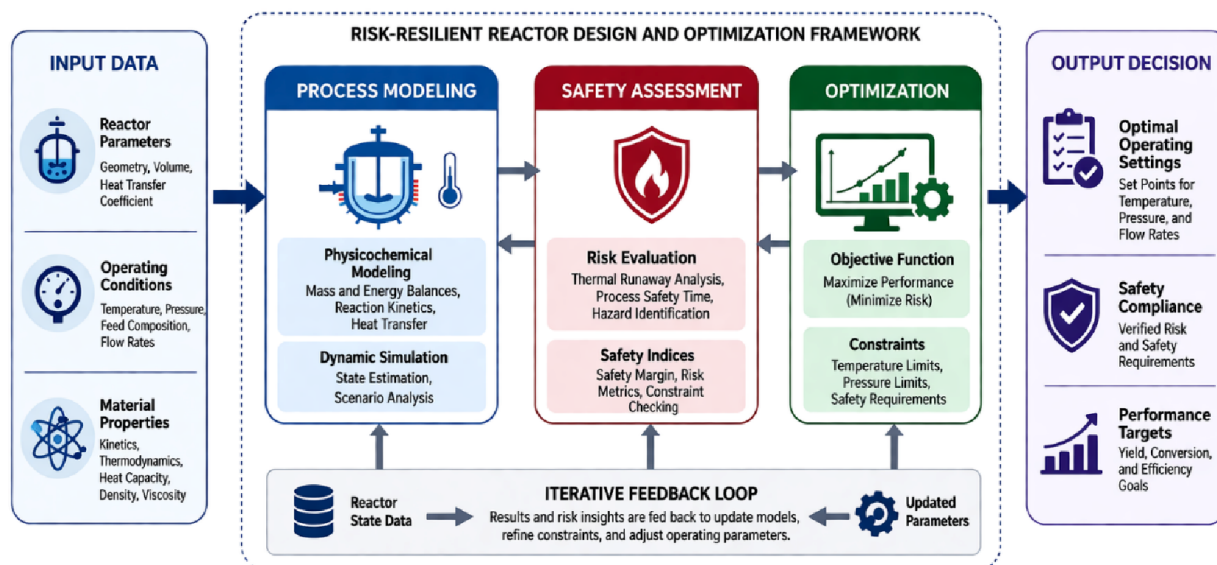 RISK-RESILIENT REACTOR DESIGN AND OPTIMIZATION FRAMEWORK
INPUT DATA
Reactor
Parameters
Geometry, Volume,
Heat Transfer
Coefficient
Operating
Conditions
Temperature, Pressure,
Feed Composition,
Flow Rates
Material
Properties
Kinetics,
Thermodynamics,
Heat Capacity,
Density, Viscosity
PROCESS MODELING
Physicochemical
Modeling
Mass and Energy Balances,
Reaction Kinetics,
Heat Transfer
Dynamic Simulation
State Estimation,
Scenario Analysis
SAFETY ASSESSMENT
Risk Evaluation
Thermal Runaway Analysis,
Process Safety Time,
Hazard Identification
Safety Indices
Safety Margin, Risk
Metrics, Constraint
Checking
OPTIMIZATION
Objective Function
Maximize Performance
(Minimize Risk)
Constraints
Temperature Limits,
Pressure Limits,
Safety Requirements
Reactor
State Data
ITERATIVE FEEDBACK LOOP
Results and risk insights are fed back to update models,
refine constraints, and adjust operating parameters.
Updated
Parameters
OUTPUT DECISION
Optimal
Operating
Settings
Set Points for
Temperature,
Pressure, and
Flow Rates
Safety
Compliance
Verified Risk
and Safety
Requirements
Performance
Targets
Yield, Conversion,
and Efficiency
Goals